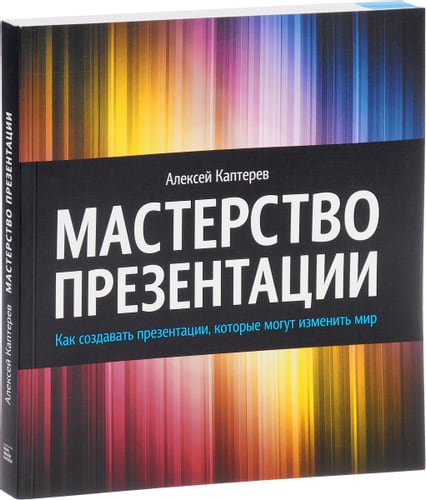 Алексей Каптерев
МАСТЕРСТВО
ПРЕЗЕНТАЦИИ
Как создавать презентации, которые могут изменить мир
Алексей Каптерев МАСТЕРСТВО ПРЕЗЕНТАЦИИ